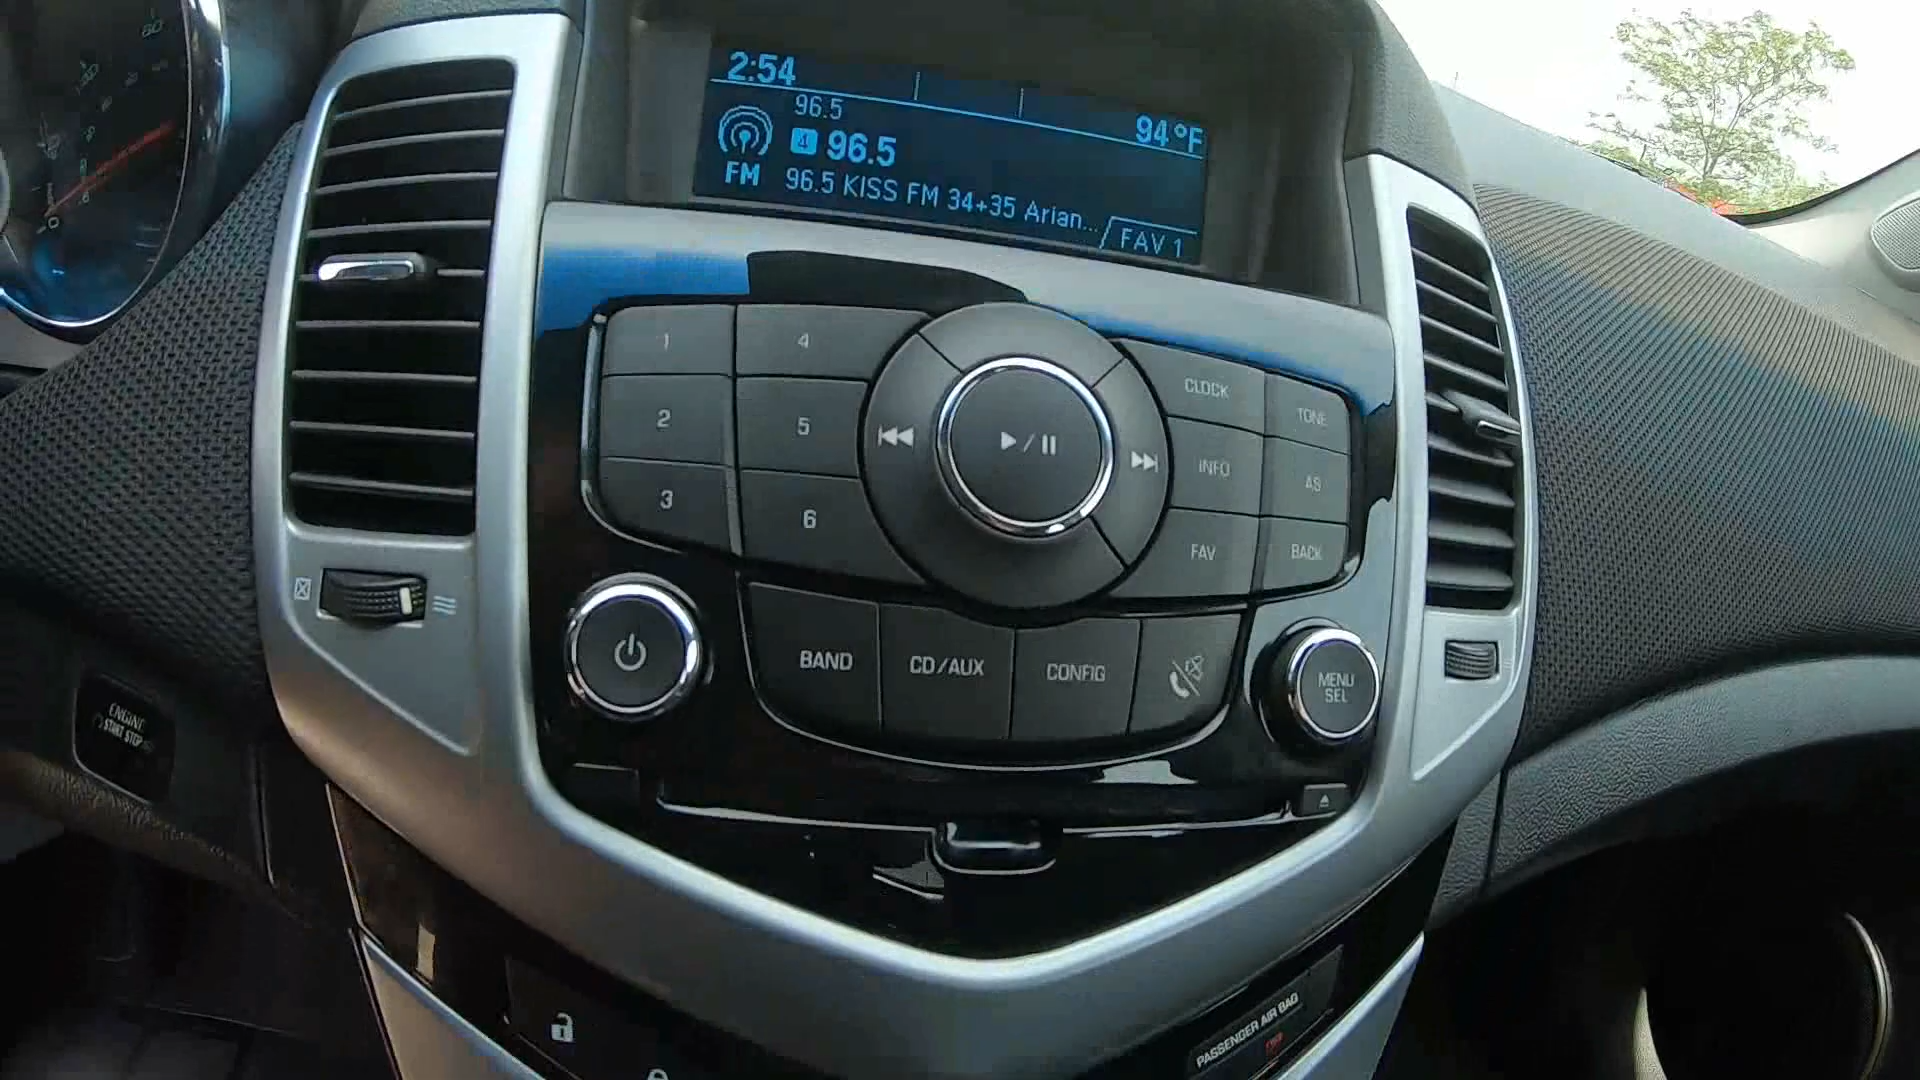 2:54
94°F
96.5
4 96.5
FM
96.5 KISS FM 34+35 Arian...
FAV 1
1
4
2
5
3
6
CLOCK
TONE
INFO
AS
FAV
BACK
BAND
CD/AUX
CONFIG
MENU
SEL
ENGINE
START STOP
PASSENGER AIR BAG